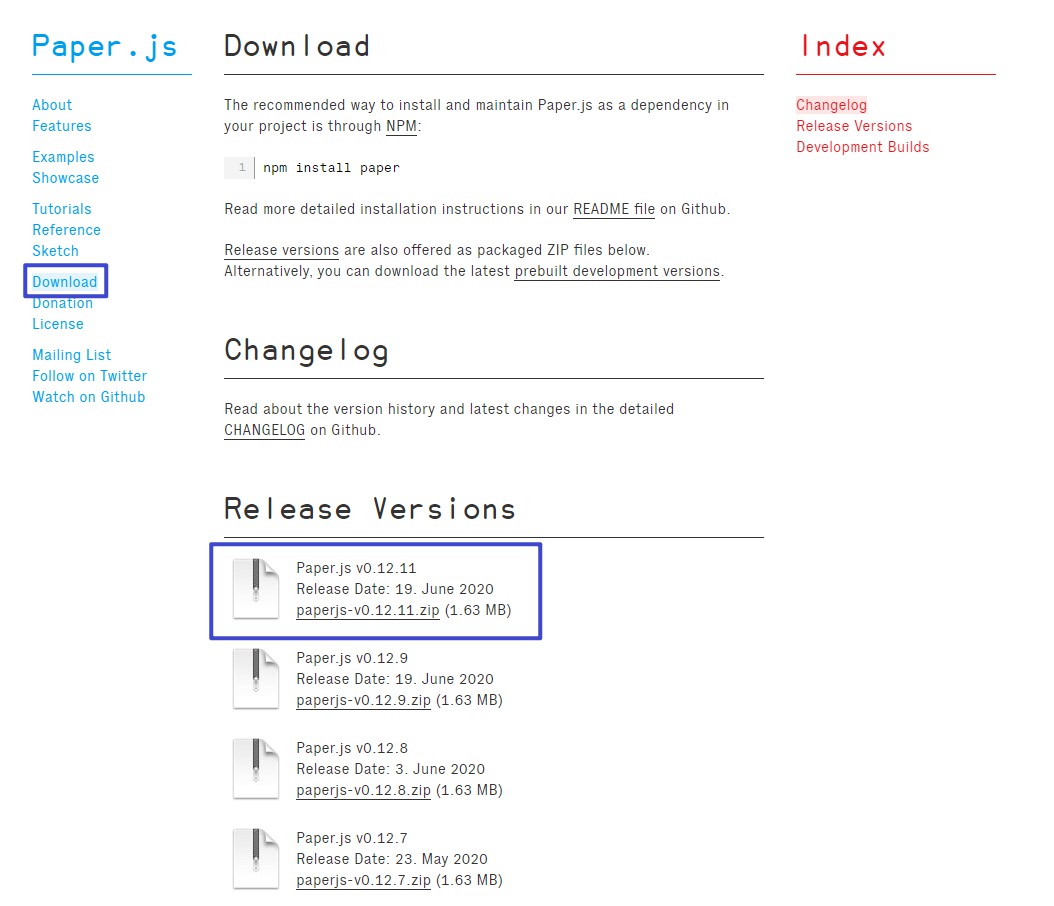 Paper.js
About
Features
Examples
Showcase
Tutorials
Reference
Sketch
Download
Donation
License
Mailing List
Follow on Twitter
Watch on Github
Download
The recommended way to install and maintain Paper.js as a dependency in
your project is through NPM:
1 npm install paper
Read more detailed installation instructions in our README file on Github.
Release versions are also offered as packaged ZIP files below.
Alternatively, you can download the latest prebuilt development versions.
Changelog
Read about the version history and latest changes in the detailed
CHANGELOG on Github.
Release Versions
Paper.js v0.12.11
Release Date: 19. June 2020
paperjs-v0.12.11.zip (1.63 MB)
Paper.js v0.12.9
Release Date: 19. June 2020
paperjs-v0.12.9.zip (1.63 MB)
Paper.js v0.12.8
Release Date: 3. June 2020
paperjs-v0.12.8.zip (1.63 MB)
Paper.js v0.12.7
Release Date: 23. May 2020
paperjs-v0.12.7.zip (1.63 MB)
Index
Changelog
Release Versions
Development Builds